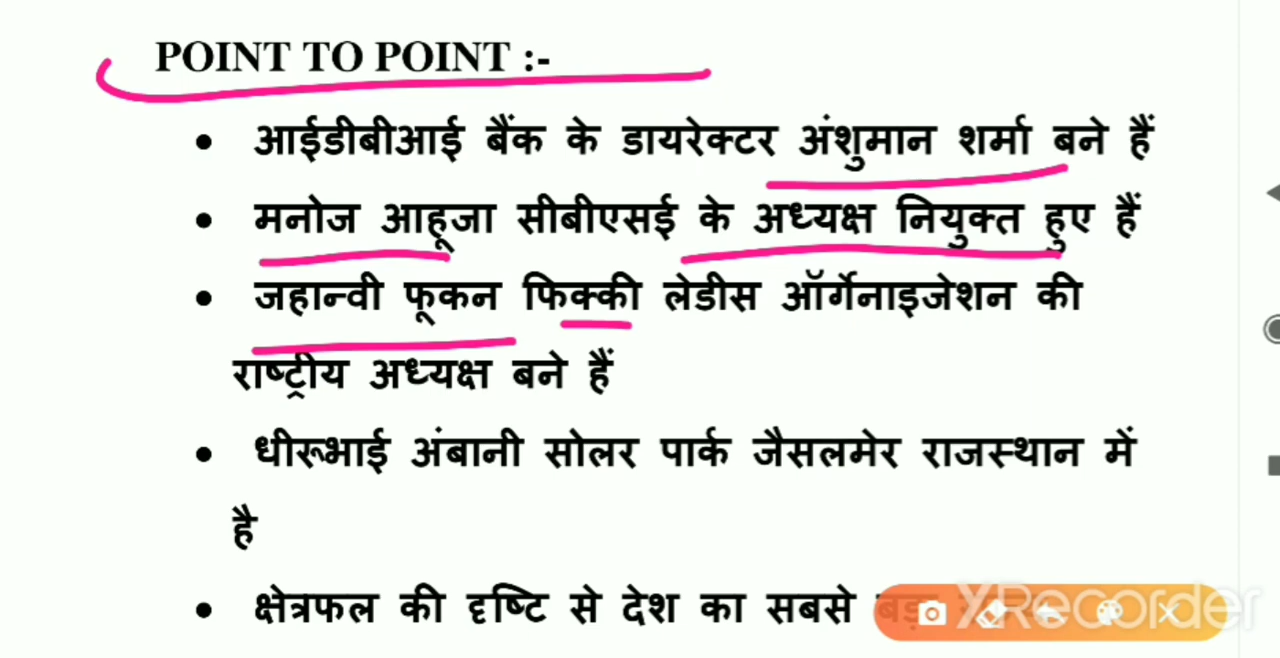 POINT TO POINT :-
• आईडीबीआई बैंक के डायरेक्टर अंशुमान शर्मा बने हैं
• मनोज आहूजा सीबीएसई के अध्यक्ष नियुक्त हुए हैं
• जहान्वी फूकन फिक्की लेडीस ऑर्गेनाइजेशन की
राष्ट्रीय अध्यक्ष बने हैं
• धीरूभाई अंबानी सोलर पार्क जैसलमेर राजस्थान में
है
• क्षेत्रफल की दृष्टि से देश का सबसे
XRecorder